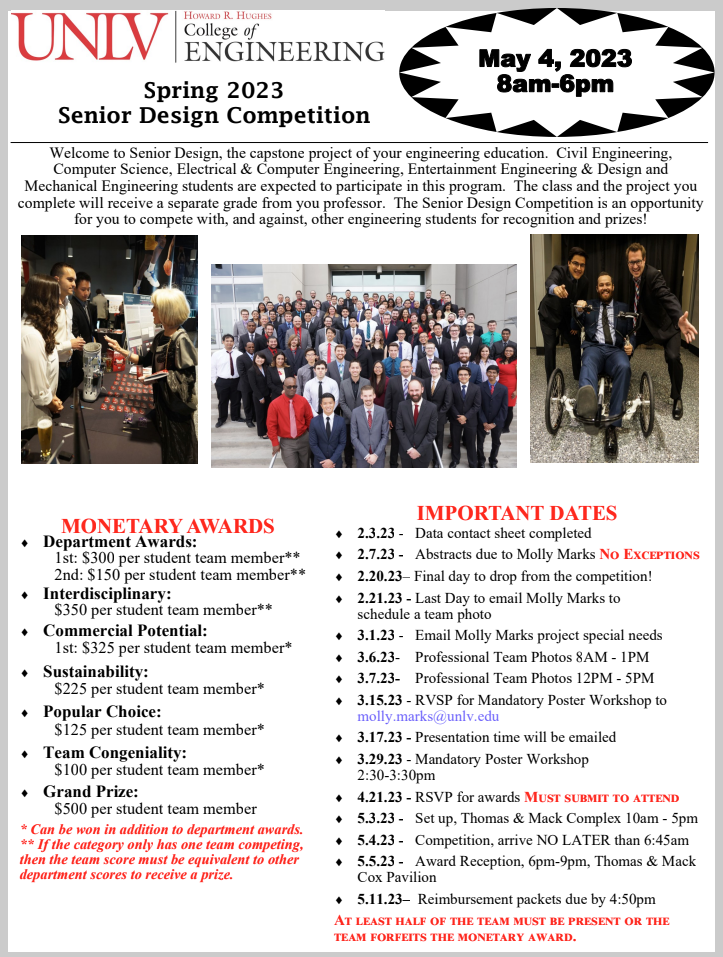 UNLV
HOWARD R. HUGHES
College of
ENGINEERING
May 4, 2023
8am-6pm
Spring 2023
Senior Design Competition
Welcome to Senior Design, the capstone project of your engineering education.  Civil Engineering,
Computer Science, Electrical & Computer Engineering, Entertainment Engineering & Design and
Mechanical Engineering students are expected to participate in this program.  The class and the project you
complete will receive a separate grade from you professor.  The Senior Design Competition is an opportunity
for you to compete with, and against, other engineering students for recognition and prizes!
MONETARY AWARDS
♦ Department Awards:
1st: $300 per student team member**
2nd: $150 per student team member**
♦ Interdisciplinary:
$350 per student team member**
♦ Commercial Potential:
1st: $325 per student team member*
♦ Sustainability:
$225 per student team member*
♦ Popular Choice:
$125 per student team member*
♦ Team Congeniality:
$100 per student team member*
♦ Grand Prize:
$500 per student team member
* Can be won in addition to department awards.
** If the category only has one team competing,
then the team score must be equivalent to other
department scores to receive a prize.
IMPORTANT DATES
♦ 2.3.23 - Data contact sheet completed
♦ 2.7.23 - Abstracts due to Molly Marks NO EXCEPTIONS
♦ 2.20.23– Final day to drop from the competition!
♦ 2.21.23 - Last Day to email Molly Marks to
schedule a team photo
♦ 3.1.23 - Email Molly Marks project special needs
♦ 3.6.23- Professional Team Photos 8AM - 1PM
♦ 3.7.23- Professional Team Photos 12PM - 5PM
♦ 3.15.23 - RVSP for Mandatory Poster Workshop to
molly.marks@unlv.edu
♦ 3.17.23 - Presentation time will be emailed
♦ 3.29.23 - Mandatory Poster Workshop
2:30-3:30pm
♦ 4.21.23 - RSVP for awards MUST SUBMIT TO ATTEND
♦ 5.3.23 - Set up, Thomas & Mack Complex 10am - 5pm
♦ 5.4.23 - Competition, arrive NO LATER than 6:45am
♦ 5.5.23 - Award Reception, 6pm-9pm, Thomas & Mack
Cox Pavilion
♦ 5.11.23– Reimbursement packets due by 4:50pm
AT LEAST HALF OF THE TEAM MUST BE PRESENT OR THE
TEAM FORFEITS THE MONETARY AWARD.